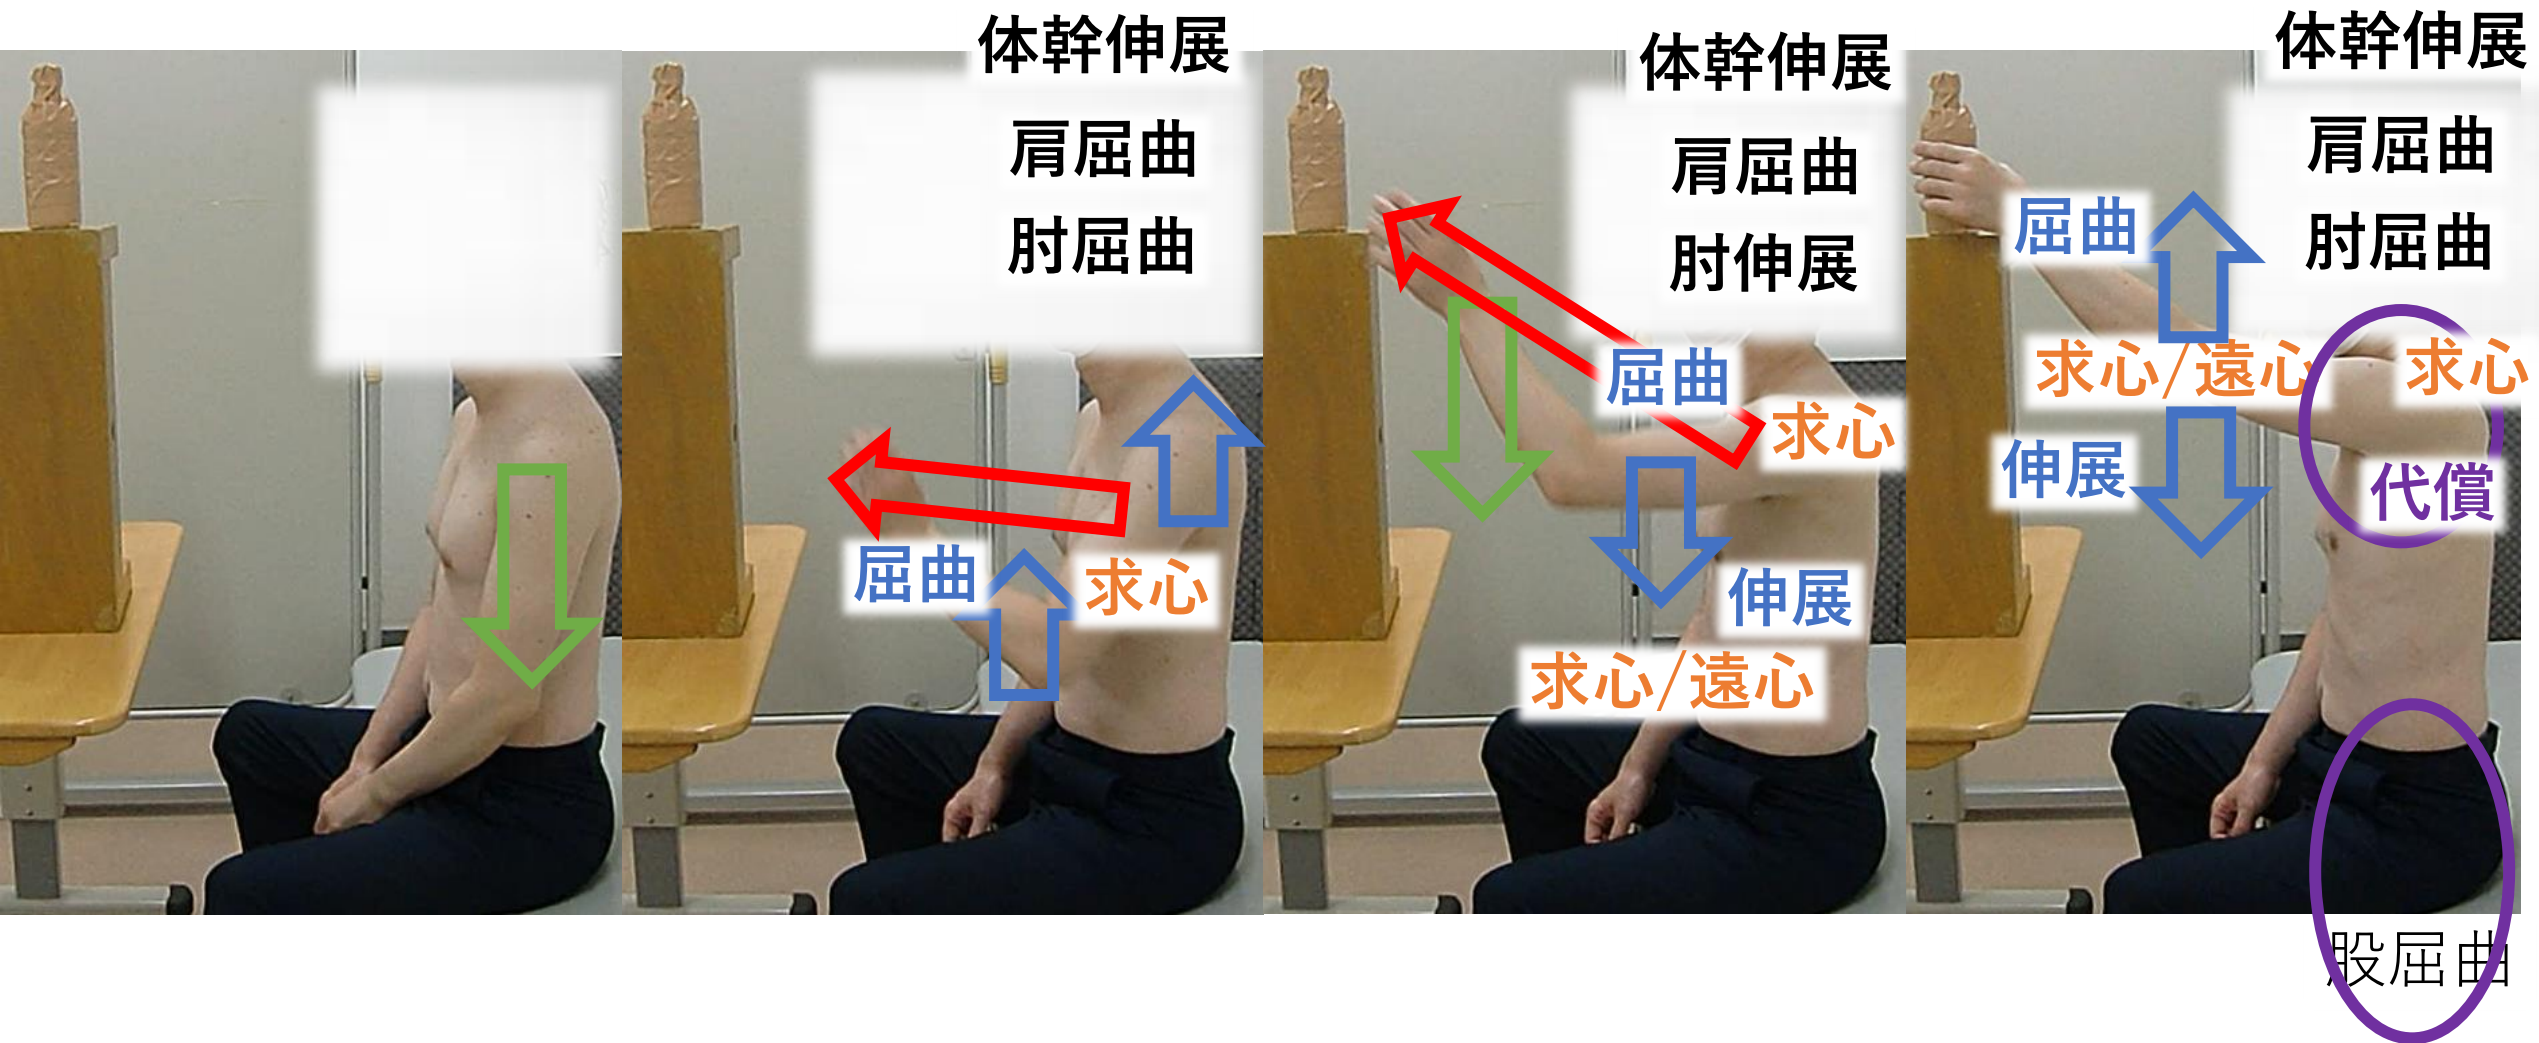 体幹伸展
肩屈曲
肘屈曲
屈曲
求心
体幹伸展
肩屈曲
肘伸展
屈曲
求心
伸展
求心/遠心
体幹伸展
肩屈曲
肘屈曲
屈曲
求心/遠心
求心
伸展
代償
股屈曲